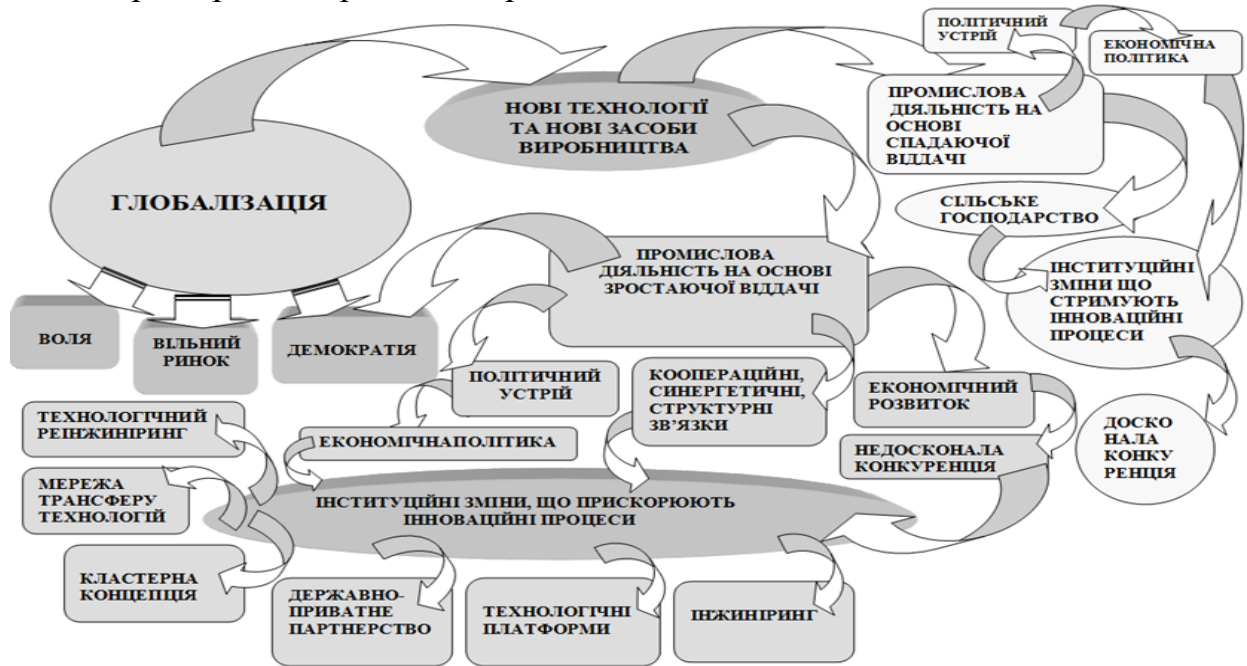 ПОЛІТИЧНИЙ
УСТРІЙ
ЕКОНОМІЧНА
ПОЛІТИКА
НОВІ ТЕХНОЛОГІЇ
ТА НОВІ ЗАСОБИ
ВИРОБНИЦТВА
ПРОМИСЛОВА
ДІЯЛЬНІСТЬ НА
ОСНОВІ
СПАДАЮЧОЇ
ВІДДАЧІ
ГЛОБАЛІЗАЦІЯ
СІЛЬСЬКЕ
ГОСПОДАРСТВО
ПРОМИСЛОВА
ДІЯЛЬНІСТЬ НА ОСНОВІ
ЗРОСТАЮЧОЇ ВІДДАЧІ
ІНСТИТУЦІЙНІ
ЗМІНИ ЩО
СТРИМУЮТЬ
ІННОВАЦІЙНІ
ПРОЦЕСИ
ВОЛЯ
ВІЛЬНИЙ
РИНОК
ДЕМОКРАТІЯ
ПОЛІТИЧНИЙ
УСТРІЙ
КООПЕРАЦІЙНІ,
СИНЕРГЕТИЧНІ,
СТРУКТУРНІ
ЗВ’ЯЗКИ
ЕКОНОМІЧНИЙ
РОЗВИТОК
ТЕХНОЛОГІЧНИЙ
РЕІНЖИНІРИНГ
ЕКОНОМІЧНАПОЛІТИКА
НЕДОСКОНАЛА
КОНКУРЕНЦІЯ
ДОСКО
НАЛА
КОНКУ
РЕНЦІЯ
МЕРЕЖА
ТРАНСФЕРУ
ТЕХНОЛОГІЙ
ІНСТИТУЦІЙНІ ЗМІНИ, ЩО ПРИСКОРЮЮТЬ
ІННОВАЦІЙНІ ПРОЦЕСИ
КЛАСТЕРНА
КОНЦЕПЦІЯ
ДЕРЖАВНО-
ПРИВАТНЕ
ПАРТНЕРСТВО
ТЕХНОЛОГІЧНІ
ПЛАТФОРМИ
ІНЖИНІРИНГ